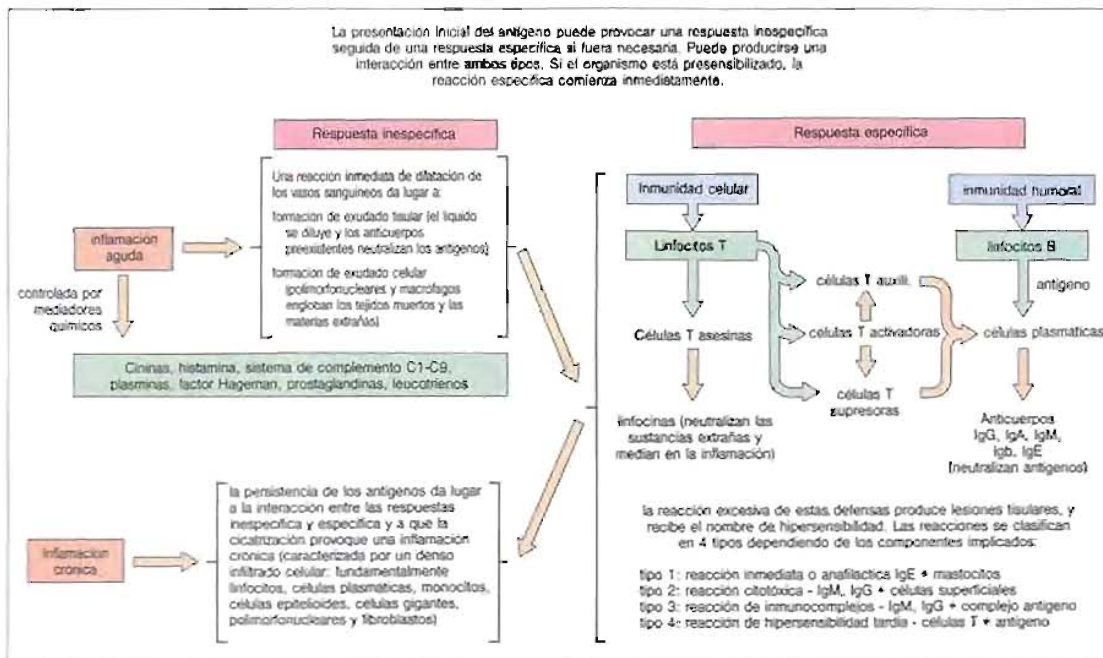 La presentación inicial del antígeno puede provocar una respuesta inespecífica
seguida de una respuesta específica si fuera necesaria. Puede producirse una
interacción entre ambos tipos. Si el organismo está presensibilizado, la
reacción específica comienza inmediatamente.
Respuesta inespecífica
Una reacción inmediata de dilatación de
los vasos sanguíneos da lugar a:
formación de exudado tisular (el líquido
se diluye y los anticuerpos
preexistentes neutralizan los antígenos)
formación de exudado celular
(polimorfonucleares y macrófagos
engloban los tejidos muertos y las
materias extrañas)
inflamación
aguda
controlada por
mediadores
químicos
Cininas, histamina, sistema de complemento C1-C9,
plasminas, factor Hageman, prostaglandinas, leucotrienos
Inflamación
crónica
la persistencia de los antígenos da lugar
a la interacción entre las respuestas
inespecífica y específica y a que la
cicatrización provoque una inflamación
crónica (caracterizada por un denso
infiltrado celular: fundamentalmente
linfocitos, células plasmáticas, monocitos,
células epitelioides, células gigantes,
polimorfonucleares y fibroblastos)
Respuesta específica
Inmunidad celular
Linfocitos T
Células T asesinas
linfocinas (neutralizan las
sustancias extrañas y
median en la inflamación)
células T auxili.
células T activadoras
células T
supresoras
inmunidad humoral
linfocitos B
antígeno
células plasmáticas
Anticuerpos
IgG, IgA, IgM,
Igb, IgE
(neutralizan antígenos)
la reacción excesiva de estas defensas produce lesiones tisulares, y
recibe el nombre de hipersensibilidad. Las reacciones se clasifican
en 4 tipos dependiendo de los componentes implicados:
tipo 1: reacción inmediata o anafiláctica IgE + mastocitos
tipo 2: reacción citotóxica - IgM, IgG + células superficiales
tipo 3: reacción de inmunocomplejos - IgM, IgG + complejo antígeno
tipo 4: reacción de hipersensibilidad tardía - células T + antígeno